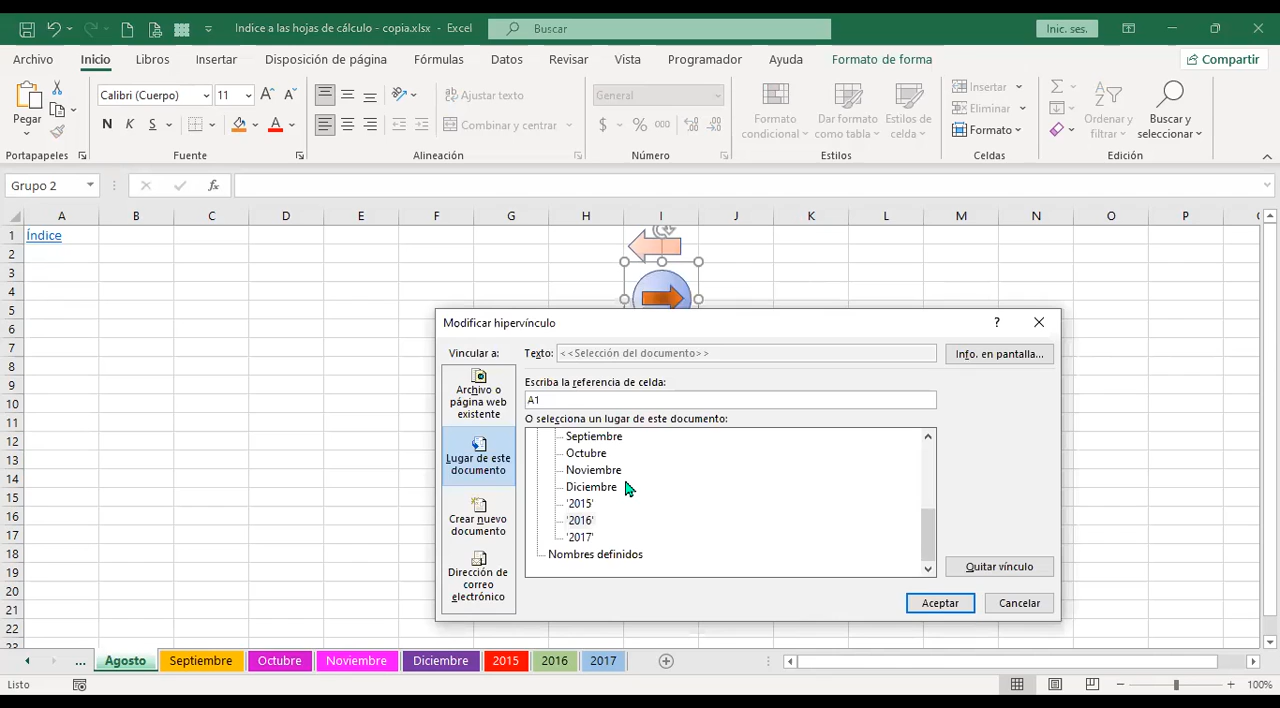 Indice a las hojas de cálculo - copia.xlsx - Excel
Buscar
Inic. ses.
Archivo Inicio Libros Insertar Disposición de página Fórmulas Datos Revisar Vista Programador Ayuda Formato de forma Compartir
Pegar
Portapapeles
Calibri (Cuerpo) 11
N K S
Fuente
Ajustar texto
Combinar y centrar
Alineación
General
$ % 000
Número
Formato condicional
Dar formato como tabla
Estilos de celda
Estilos
Insertar
Eliminar
Formato
Celdas
Ordenar y filtrar
Buscar y seleccionar
Edición
Grupo 2
fx
A B C D E F G H I J K L M N O P
1 Índice
2
3
4
5
6
7
8
9
10
11
12
13
14
15
16
17
18
19
20
21
22
23
Modificar hipervínculo ?
Vincular a:
Texto: <<Selección del documento>>
Info. en pantalla...
Archivo o página web existente
Lugar de este documento
Crear nuevo documento
Dirección de correo electrónico
Escriba la referencia de celda:
A1
O selecciona un lugar de este documento:
Septiembre
Octubre
Noviembre
Diciembre
'2015'
'2016'
'2017'
Nombres definidos
Quitar vínculo
Aceptar Cancelar
... Agosto Septiembre Octubre Noviembre Diciembre 2015 2016 2017
Listo
100%